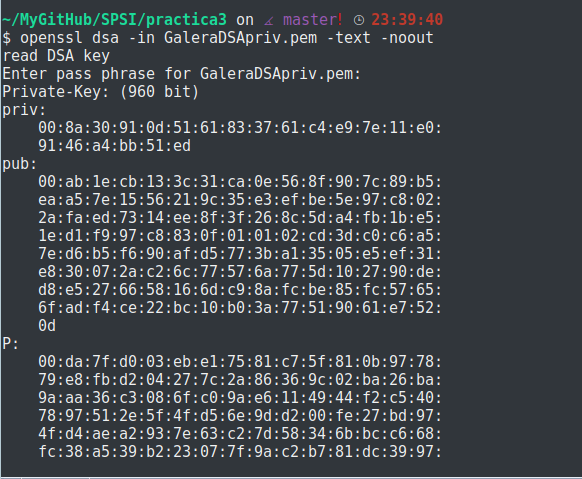 ~/MyGitHub/SPSI/practica3 on master! 23:39:40
$ openssl dsa -in GaleraDSApriv.pem -text -noout
read DSA key
Enter pass phrase for GaleraDSApriv.pem:
Private-Key: (960 bit)
priv:
00:8a:30:91:0d:51:61:83:37:61:c4:e9:7e:11:e0:
91:46:a4:bb:51:ed
pub:
00:ab:1e:cb:13:3c:31:ca:0e:56:8f:90:7c:89:b5:
ea:a5:7e:15:56:21:9c:35:e3:ef:be:5e:97:c8:02:
2a:fa:ed:73:14:ee:8f:3f:26:8c:5d:a4:fb:1b:e5:
1e:d1:f9:97:c8:83:0f:01:01:02:cd:3d:c0:c6:a5:
7e:d6:b5:f6:90:af:d5:77:3b:a1:35:05:e5:ef:31:
e8:30:07:2a:c2:6c:77:57:6a:77:5d:10:27:90:de:
d8:e5:27:66:58:16:6d:c9:8a:fc:be:85:fc:57:65:
6f:ad:f4:ce:22:bc:10:b0:3a:77:51:90:61:e7:52:
0d
P:
00:da:7f:d0:03:eb:e1:75:81:c7:5f:81:0b:97:78:
79:e8:fb:d2:04:27:7c:2a:86:36:9c:02:ba:26:ba:
9a:aa:36:c3:08:6f:c0:9a:e6:11:49:44:f2:c5:40:
78:97:51:2e:5f:4f:d5:6e:9d:d2:00:fe:27:bd:97:
4f:d4:ae:a2:93:7e:63:c2:7d:58:34:6b:bc:c6:68:
fc:38:a5:39:b2:23:07:7f:9a:c2:b7:81:dc:39:97: